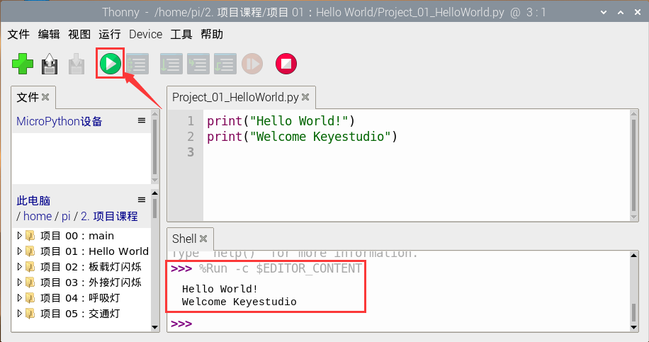 Thonny - /home/pi/2. 项目课程/项目 01：Hello World/Project_01_HelloWorld.py @ 3 : 1
文件 编辑 视图 运行 Device 工具 帮助
文件
MicroPython设备
此电脑
/ home / pi / 2. 项目课程
项目 00：main
项目 01：Hello World
项目 02：板载灯闪烁
项目 03：外接灯闪烁
项目 04：呼吸灯
项目 05：交通灯
Project_01_HelloWorld.py
1 print("Hello World!")
2 print("Welcome Keyestudio")
3
Shell
Type "help()" for more information.
>>> %Run -c $EDITOR_CONTENT
Hello World!
Welcome Keyestudio
>>>